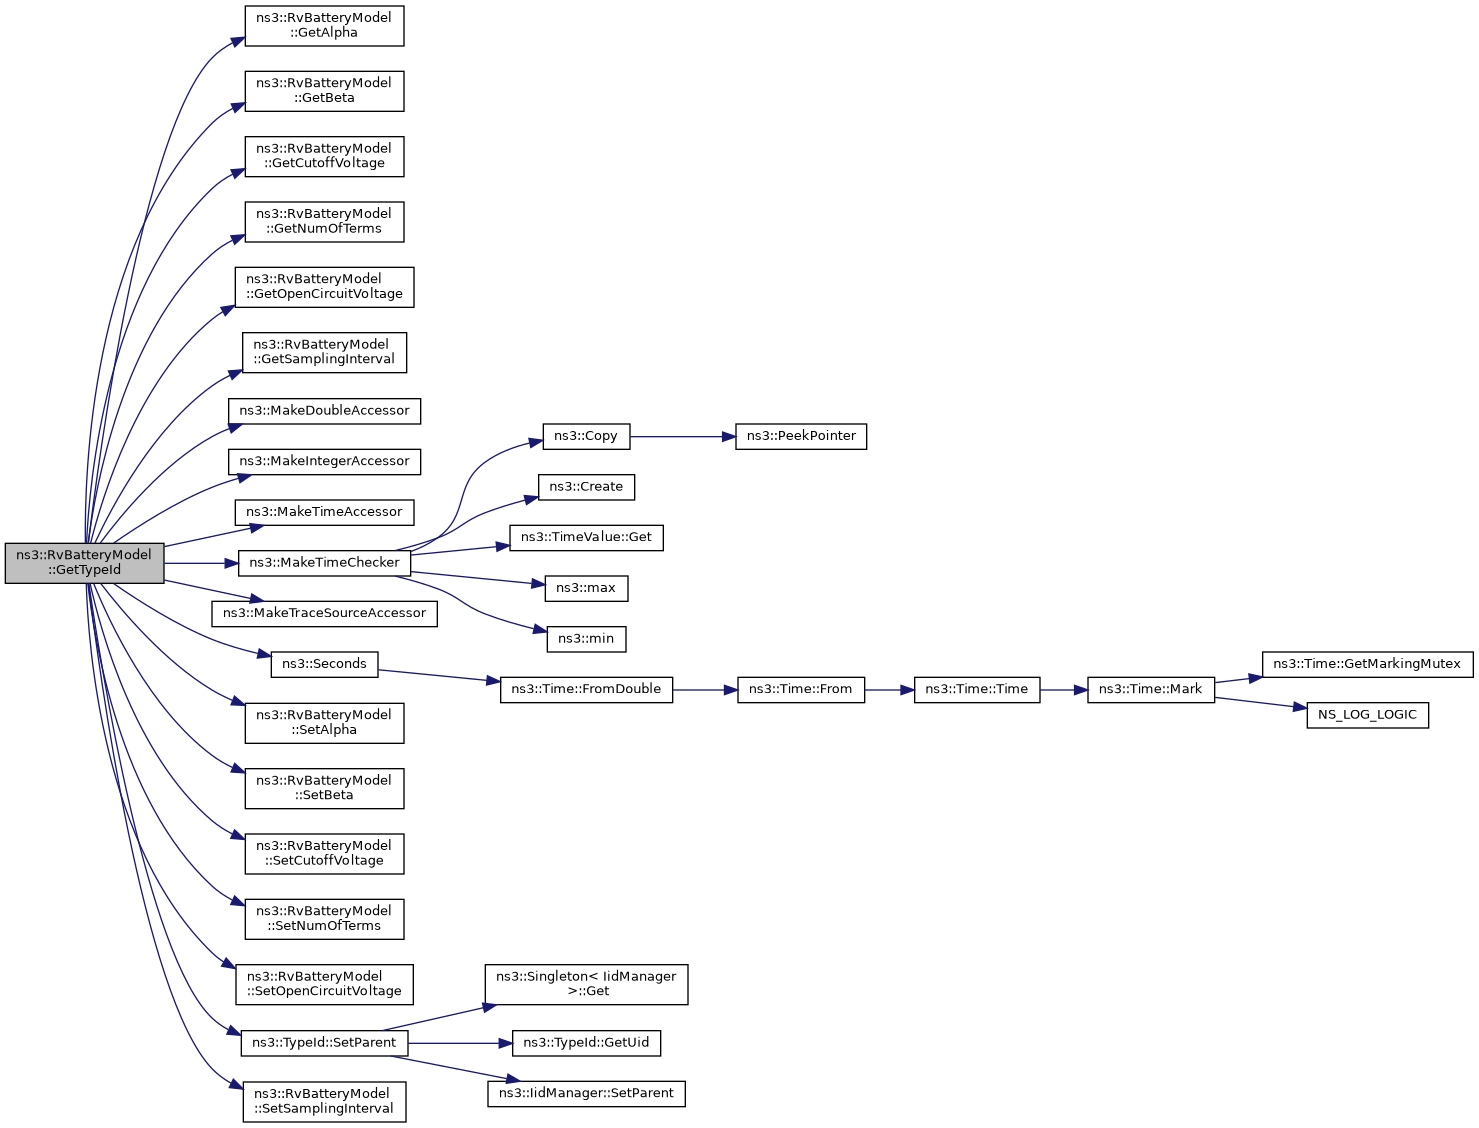 ns3::RvBatteryModel
::GetTypeId
ns3::RvBatteryModel
::GetAlpha
ns3::RvBatteryModel
::GetBeta
ns3::RvBatteryModel
::GetCutoffVoltage
ns3::RvBatteryModel
::GetNumOfTerms
ns3::RvBatteryModel
::GetOpenCircuitVoltage
ns3::RvBatteryModel
::GetSamplingInterval
ns3::MakeDoubleAccessor
ns3::MakeIntegerAccessor
ns3::MakeTimeAccessor
ns3::MakeTimeChecker
ns3::MakeTraceSourceAccessor
ns3::Seconds
ns3::RvBatteryModel
::SetAlpha
ns3::RvBatteryModel
::SetBeta
ns3::RvBatteryModel
::SetCutoffVoltage
ns3::RvBatteryModel
::SetNumOfTerms
ns3::RvBatteryModel
::SetOpenCircuitVoltage
ns3::TypeId::SetParent
ns3::RvBatteryModel
::SetSamplingInterval
ns3::Copy
ns3::PeekPointer
ns3::Create
ns3::TimeValue::Get
ns3::max
ns3::min
ns3::Time::FromDouble
ns3::Time::From
ns3::Time::Time
ns3::Time::Mark
ns3::Time::GetMarkingMutex
NS_LOG_LOGIC
ns3::Singleton< IidManager
>::Get
ns3::TypeId::GetUid
ns3::IidManager::SetParent